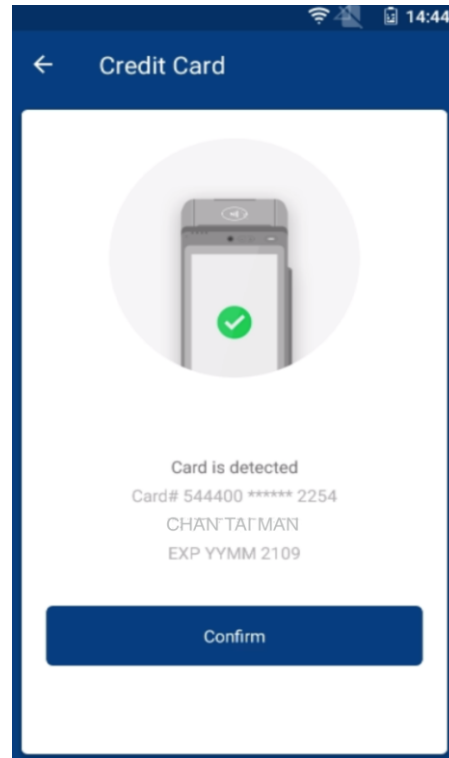 14:44
Credit Card
Card is detected
Card# 544400 ****** 2254
CHAN TAI MAN
EXP YYMM 2109
Confirm